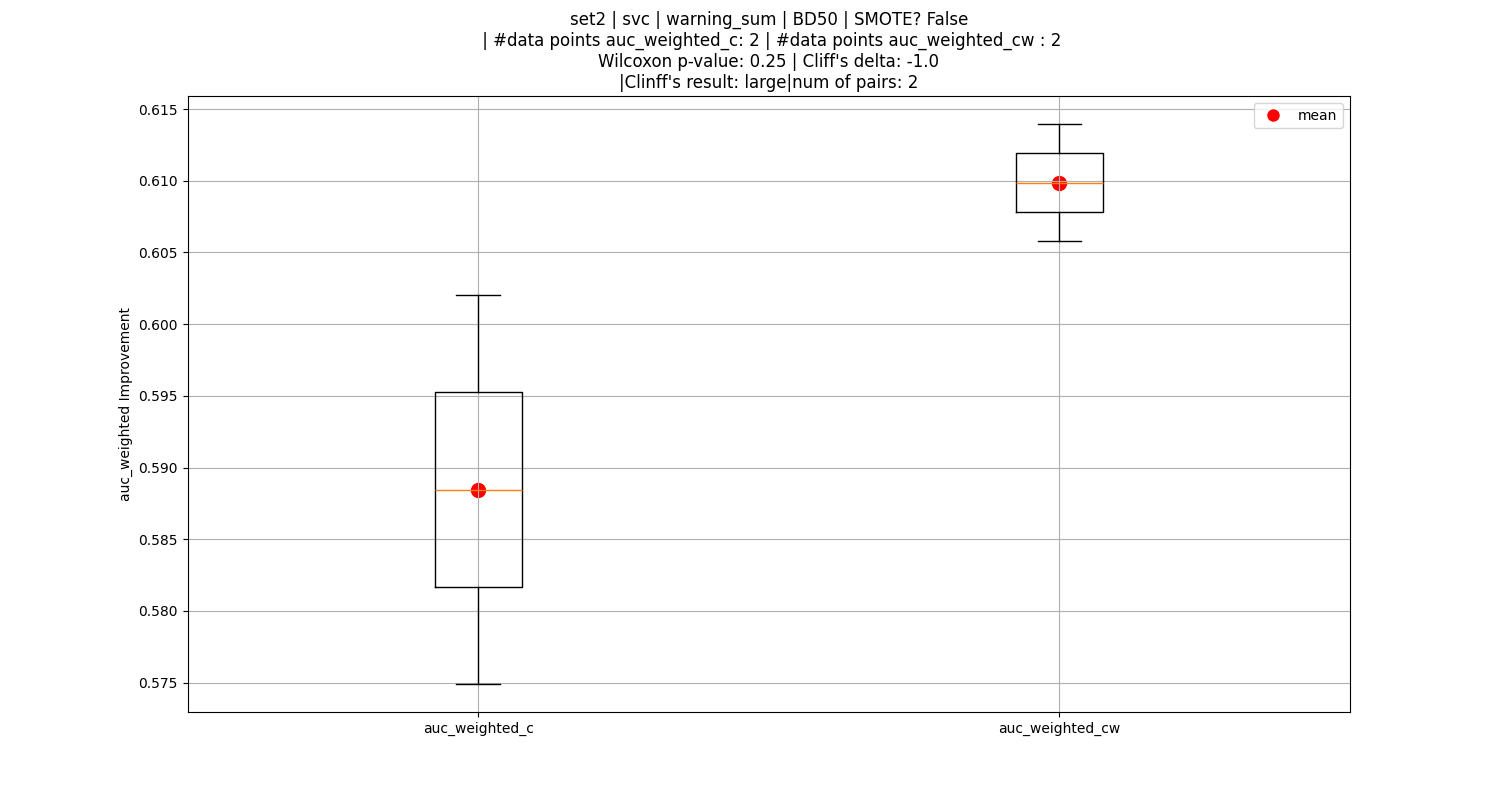 set2 | svc | warning_sum | BD50 | SMOTE? False
| #data points auc_weighted_c: 2 | #data points auc_weighted_cw : 2
Wilcoxon p-value: 0.25 | Cliff's delta: -1.0
|Clinff's result: large|num of pairs: 2
mean
0.615
0.610
0.605
0.600
0.595
0.590
0.585
0.580
0.575
auc_weighted Improvement
auc_weighted_c
auc_weighted_cw